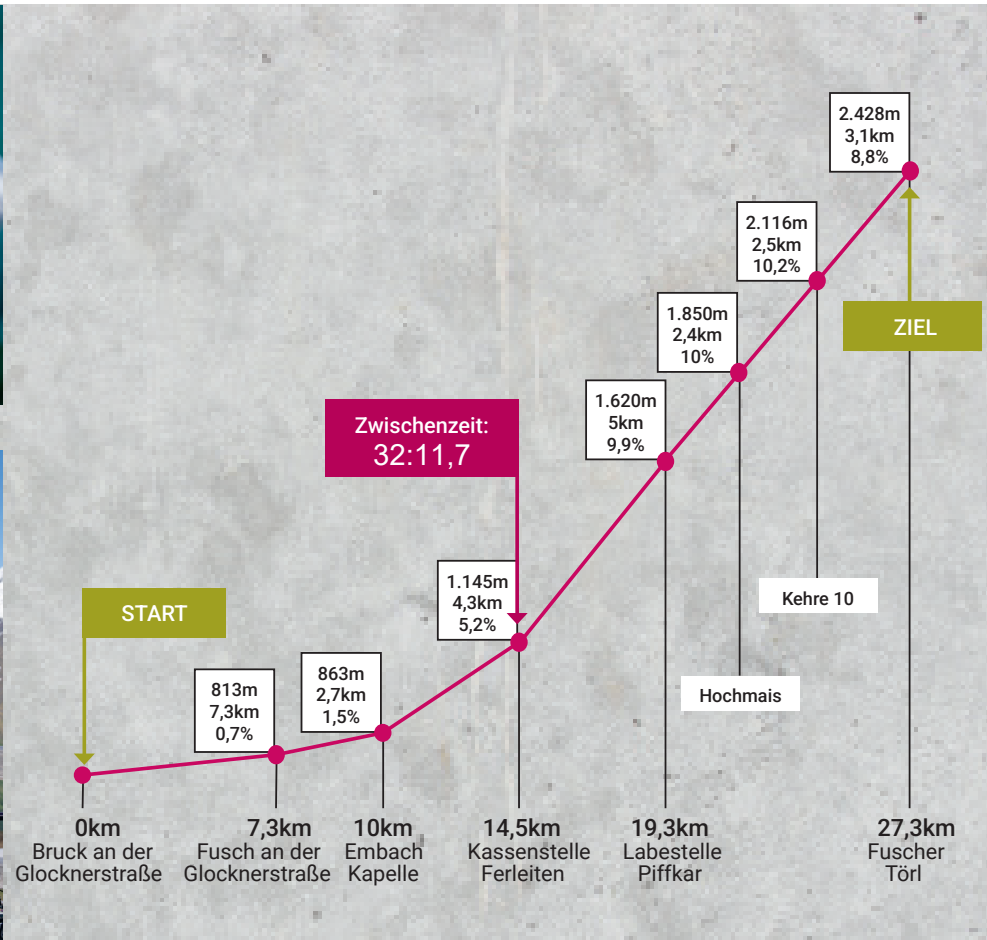 2.428m
3,1km
8,8%
2.116m
2,5km
10,2%
ZIEL
1.850m
2,4km
10%
1.620m
5km
9,9%
Zwischenzeit:
32:11,7
1.145m
4,3km
5,2%
Kehre 10
START
863m
2,7km
1,5%
813m
7,3km
0,7%
Hochmais
0km
Bruck an der
Glocknerstraße
7,3km
Fusch an der
Glocknerstraße
10km
Embach
Kapelle
14,5km
Kassenstelle
Ferleiten
19,3km
Labestelle
Piffkar
27,3km
Fuscher
Törl